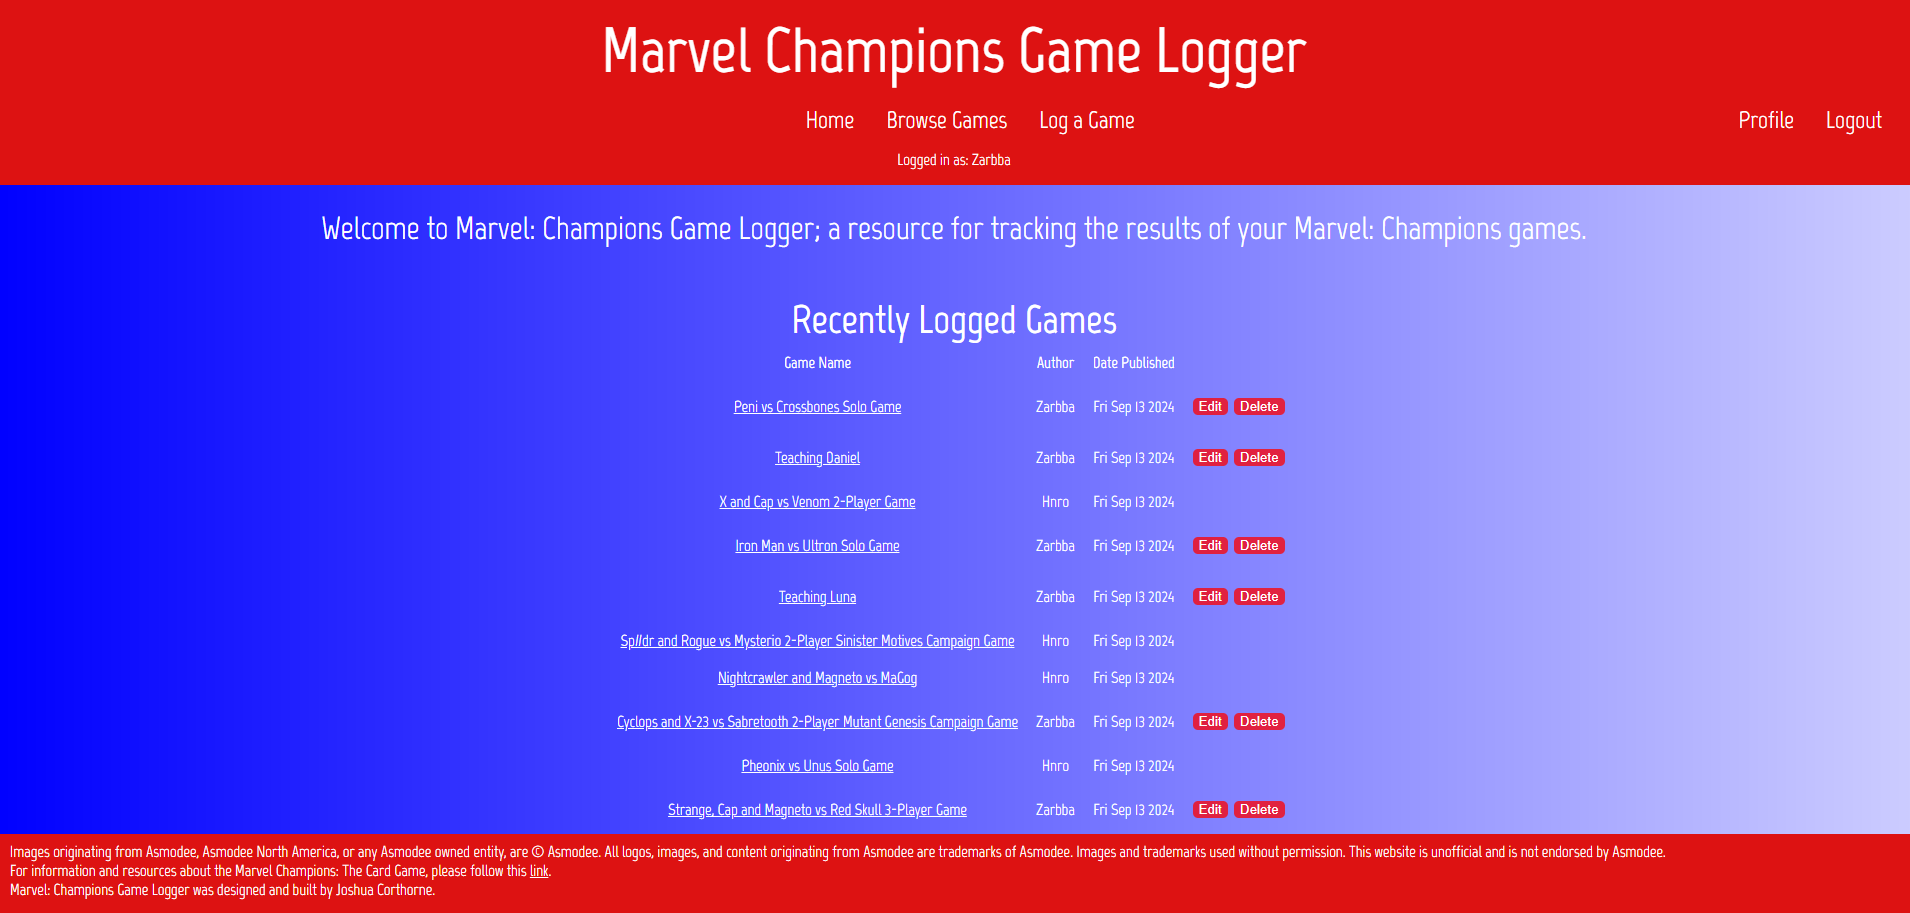 Marvel Champions Game Logger
Home Browse Games Log a Game Profile Logout
Logged in as: Zarbba
Welcome to Marvel: Champions Game Logger; a resource for tracking the results of your Marvel: Champions games.
Recently Logged Games
Game Name Author Date Published
Peni vs Crossbones Solo Game Zarbba Fri Sep 13 2024 Edit Delete
Teaching Daniel Zarbba Fri Sep 13 2024 Edit Delete
X and Cap vs Venom 2-Player Game Hnro Fri Sep 13 2024
Iron Man vs Ultron Solo Game Zarbba Fri Sep 13 2024 Edit Delete
Teaching Luna Zarbba Fri Sep 13 2024 Edit Delete
Sp//dr and Rogue vs Mysterio 2-Player Sinister Motives Campaign Game Hnro Fri Sep 13 2024
Nightcrawler and Magneto vs MaGog Hnro Fri Sep 13 2024
Cyclops and X-23 vs Sabretooth 2-Player Mutant Genesis Campaign Game Zarbba Fri Sep 13 2024 Edit Delete
Pheonix vs Unus Solo Game Hnro Fri Sep 13 2024
Strange, Cap and Magneto vs Red Skull 3-Player Game Zarbba Fri Sep 13 2024 Edit Delete
Images originating from Asmodee, Asmodee North America, or any Asmodee owned entity, are © Asmodee. All logos, images, and content originating from Asmodee are trademarks of Asmodee. Images and trademarks used without permission. This website is unofficial and is not endorsed by Asmodee.
For information and resources about the Marvel Champions: The Card Game, please follow this link.
Marvel: Champions Game Logger was designed and built by Joshua Corthorne.